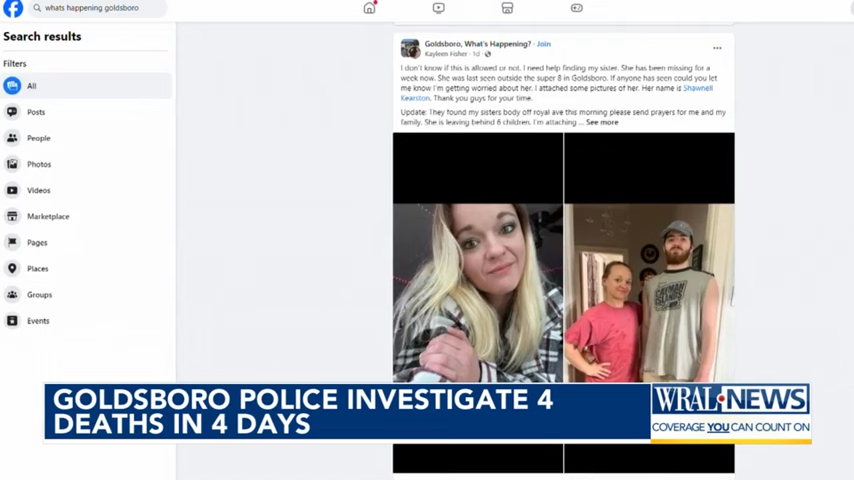 whats happening goldsboro
Search results
Filters
All
Posts
People
Photos
Videos
Marketplace
Pages
Places
Groups
Events
Goldsboro, What's Happening? · Join
Kayleen Fisher · 1d ·
I don't know if this is allowed or not. I need help finding my sister. She has been missing for a
week now. She was last seen outside the super 8 in Goldsboro. If anyone has seen could you let
me know I'm getting worried about her. I attached some pictures of her. Her name is Shawnell
Kearston. Thank you guys for your time.
Update: They found my sisters body off royal ave this morning please send prayers for me and my
family. She is leaving behind 6 children. I'm attaching ... See more
CAYMAN ISLANDS
GOLDSBORO POLICE INVESTIGATE 4
DEATHS IN 4 DAYS
WRAL NEWS
COVERAGE YOU CAN COUNT ON